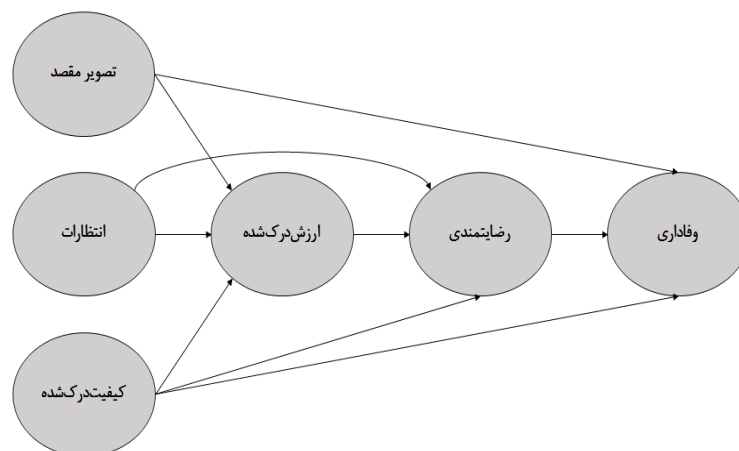 تصویر مقصد
انتظارات
ارزش‌درک‌شده
رضایتمندی
وفاداری
کیفیت‌درک‌شده